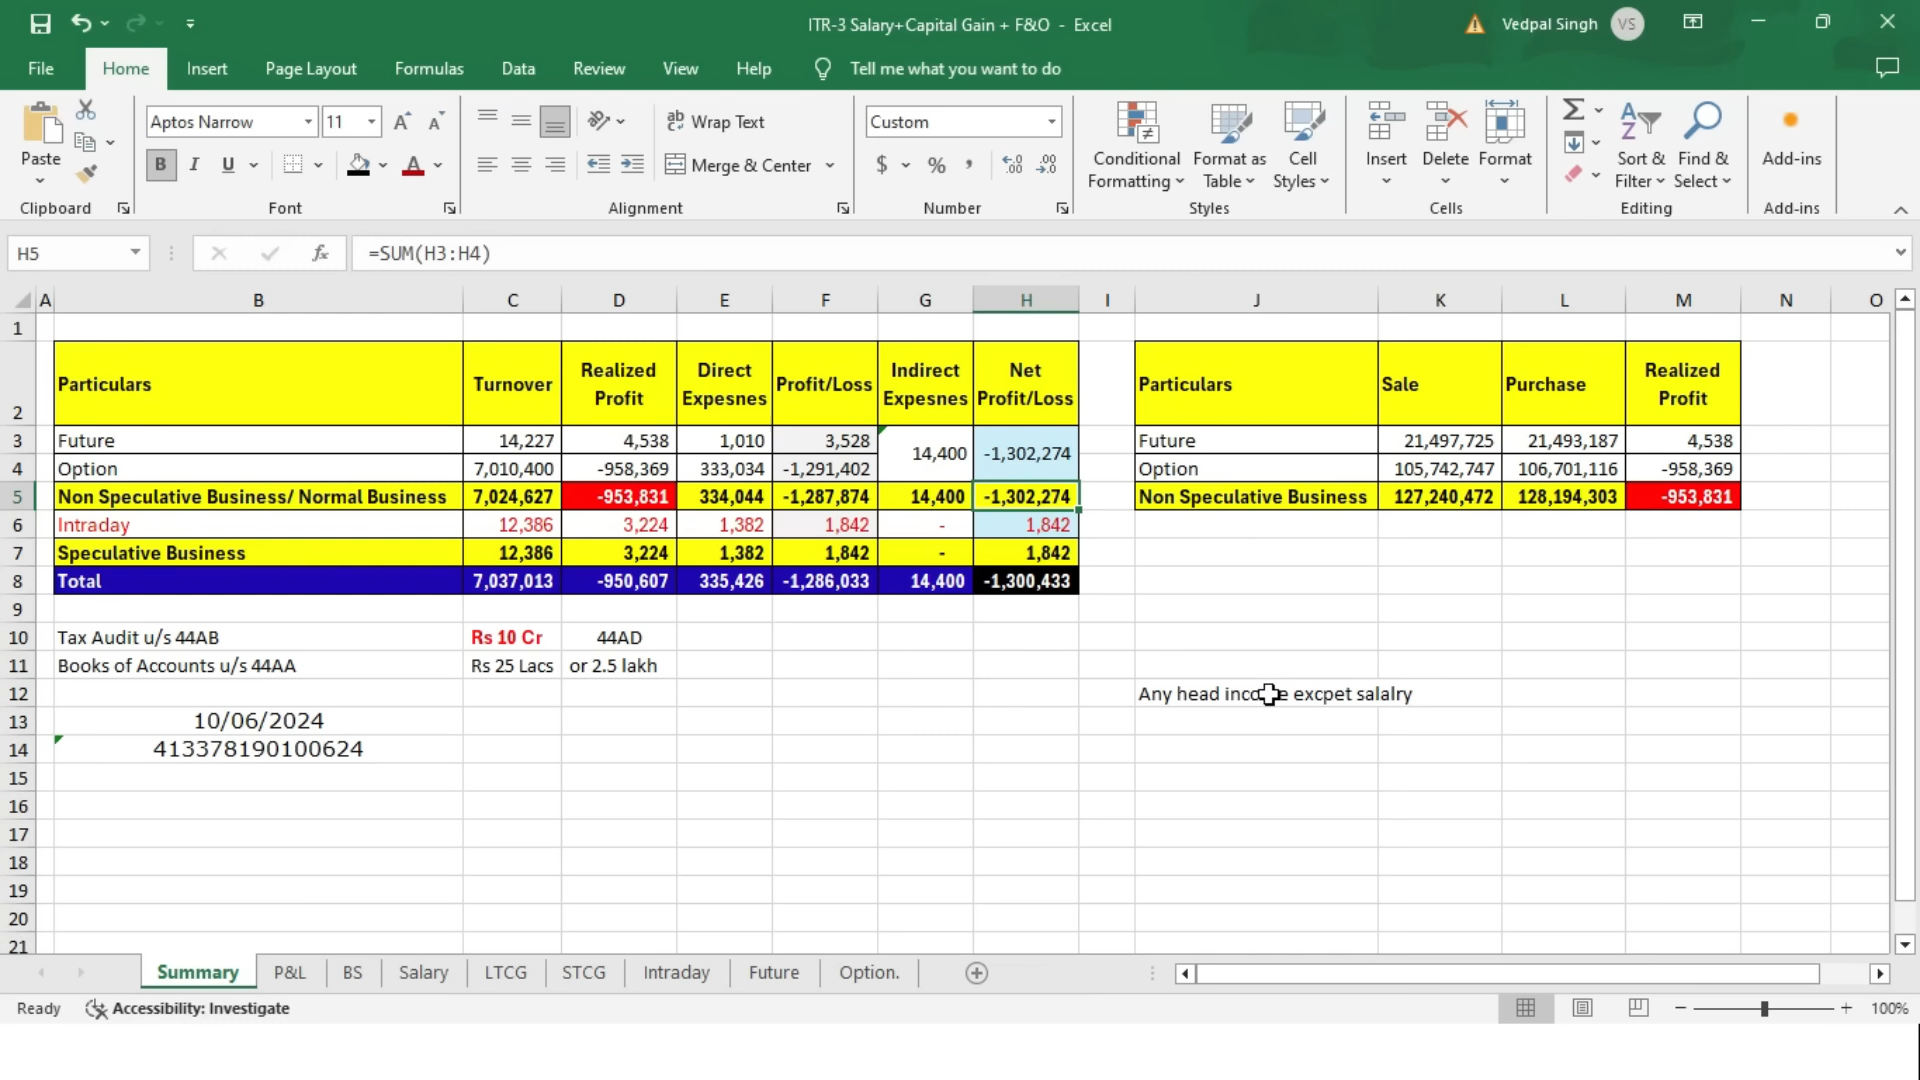 ITR-3 Salary+Capital Gain + F&O - Excel
Vedpal Singh VS
File Home Insert Page Layout Formulas Data Review View Help Tell me what you want to do
Paste
Clipboard
Aptos Narrow 11
B I U
Font
Wrap Text
Merge & Center
Alignment
Custom
$ % ,
Number
Conditional Formatting
Format as Table
Cell Styles
Styles
Insert Delete Format
Cells
Sort & Filter
Find & Select
Editing
Add-ins
Add-ins
H5 fx =SUM(H3:H4)
A B C D E F G H I J K L M N O
1
2 Particulars Turnover Realized Profit Direct Expesnes Profit/Loss Indirect Expesnes Net Profit/Loss Particulars Sale Purchase Realized Profit
3 Future 14,227 4,538 1,010 3,528 14,400 -1,302,274 Future 21,497,725 21,493,187 4,538
4 Option 7,010,400 -958,369 333,034 -1,291,402 Option 105,742,747 106,701,116 -958,369
5 Non Speculative Business/ Normal Business 7,024,627 -953,831 334,044 -1,287,874 14,400 -1,302,274 Non Speculative Business 127,240,472 128,194,303 -953,831
6 Intraday 12,386 3,224 1,382 1,842 - 1,842
7 Speculative Business 12,386 3,224 1,382 1,842 - 1,842
8 Total 7,037,013 -950,607 335,426 -1,286,033 14,400 -1,300,433
9
10 Tax Audit u/s 44AB Rs 10 Cr 44AD
11 Books of Accounts u/s 44AA Rs 25 Lacs or 2.5 lakh
12 Any head income excpet salalry
13 10/06/2024
14 413378190100624
15
16
17
18
19
20
21
Summary P&L BS Salary LTCG STCG Intraday Future Option.
Ready Accessibility: Investigate 100%